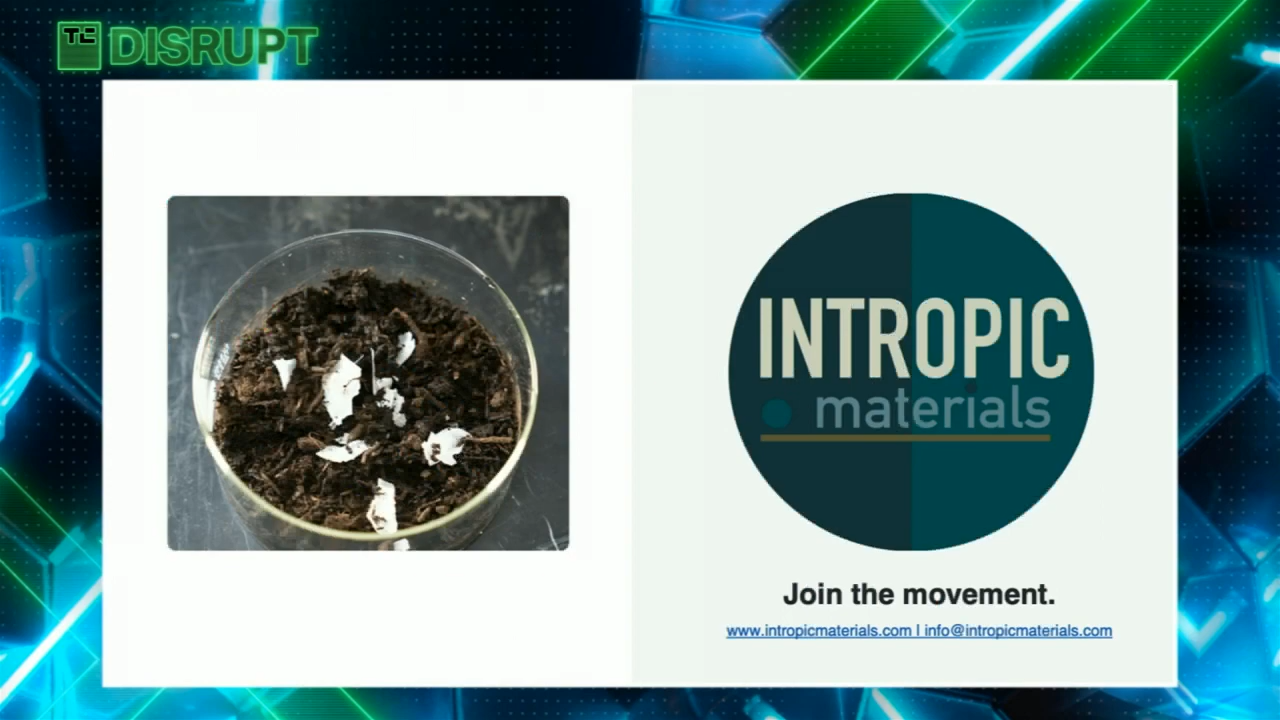 TC DISRUPT
INTROPIC
materials
Join the movement.
www.intropicmaterials.com | info@intropicmaterials.com